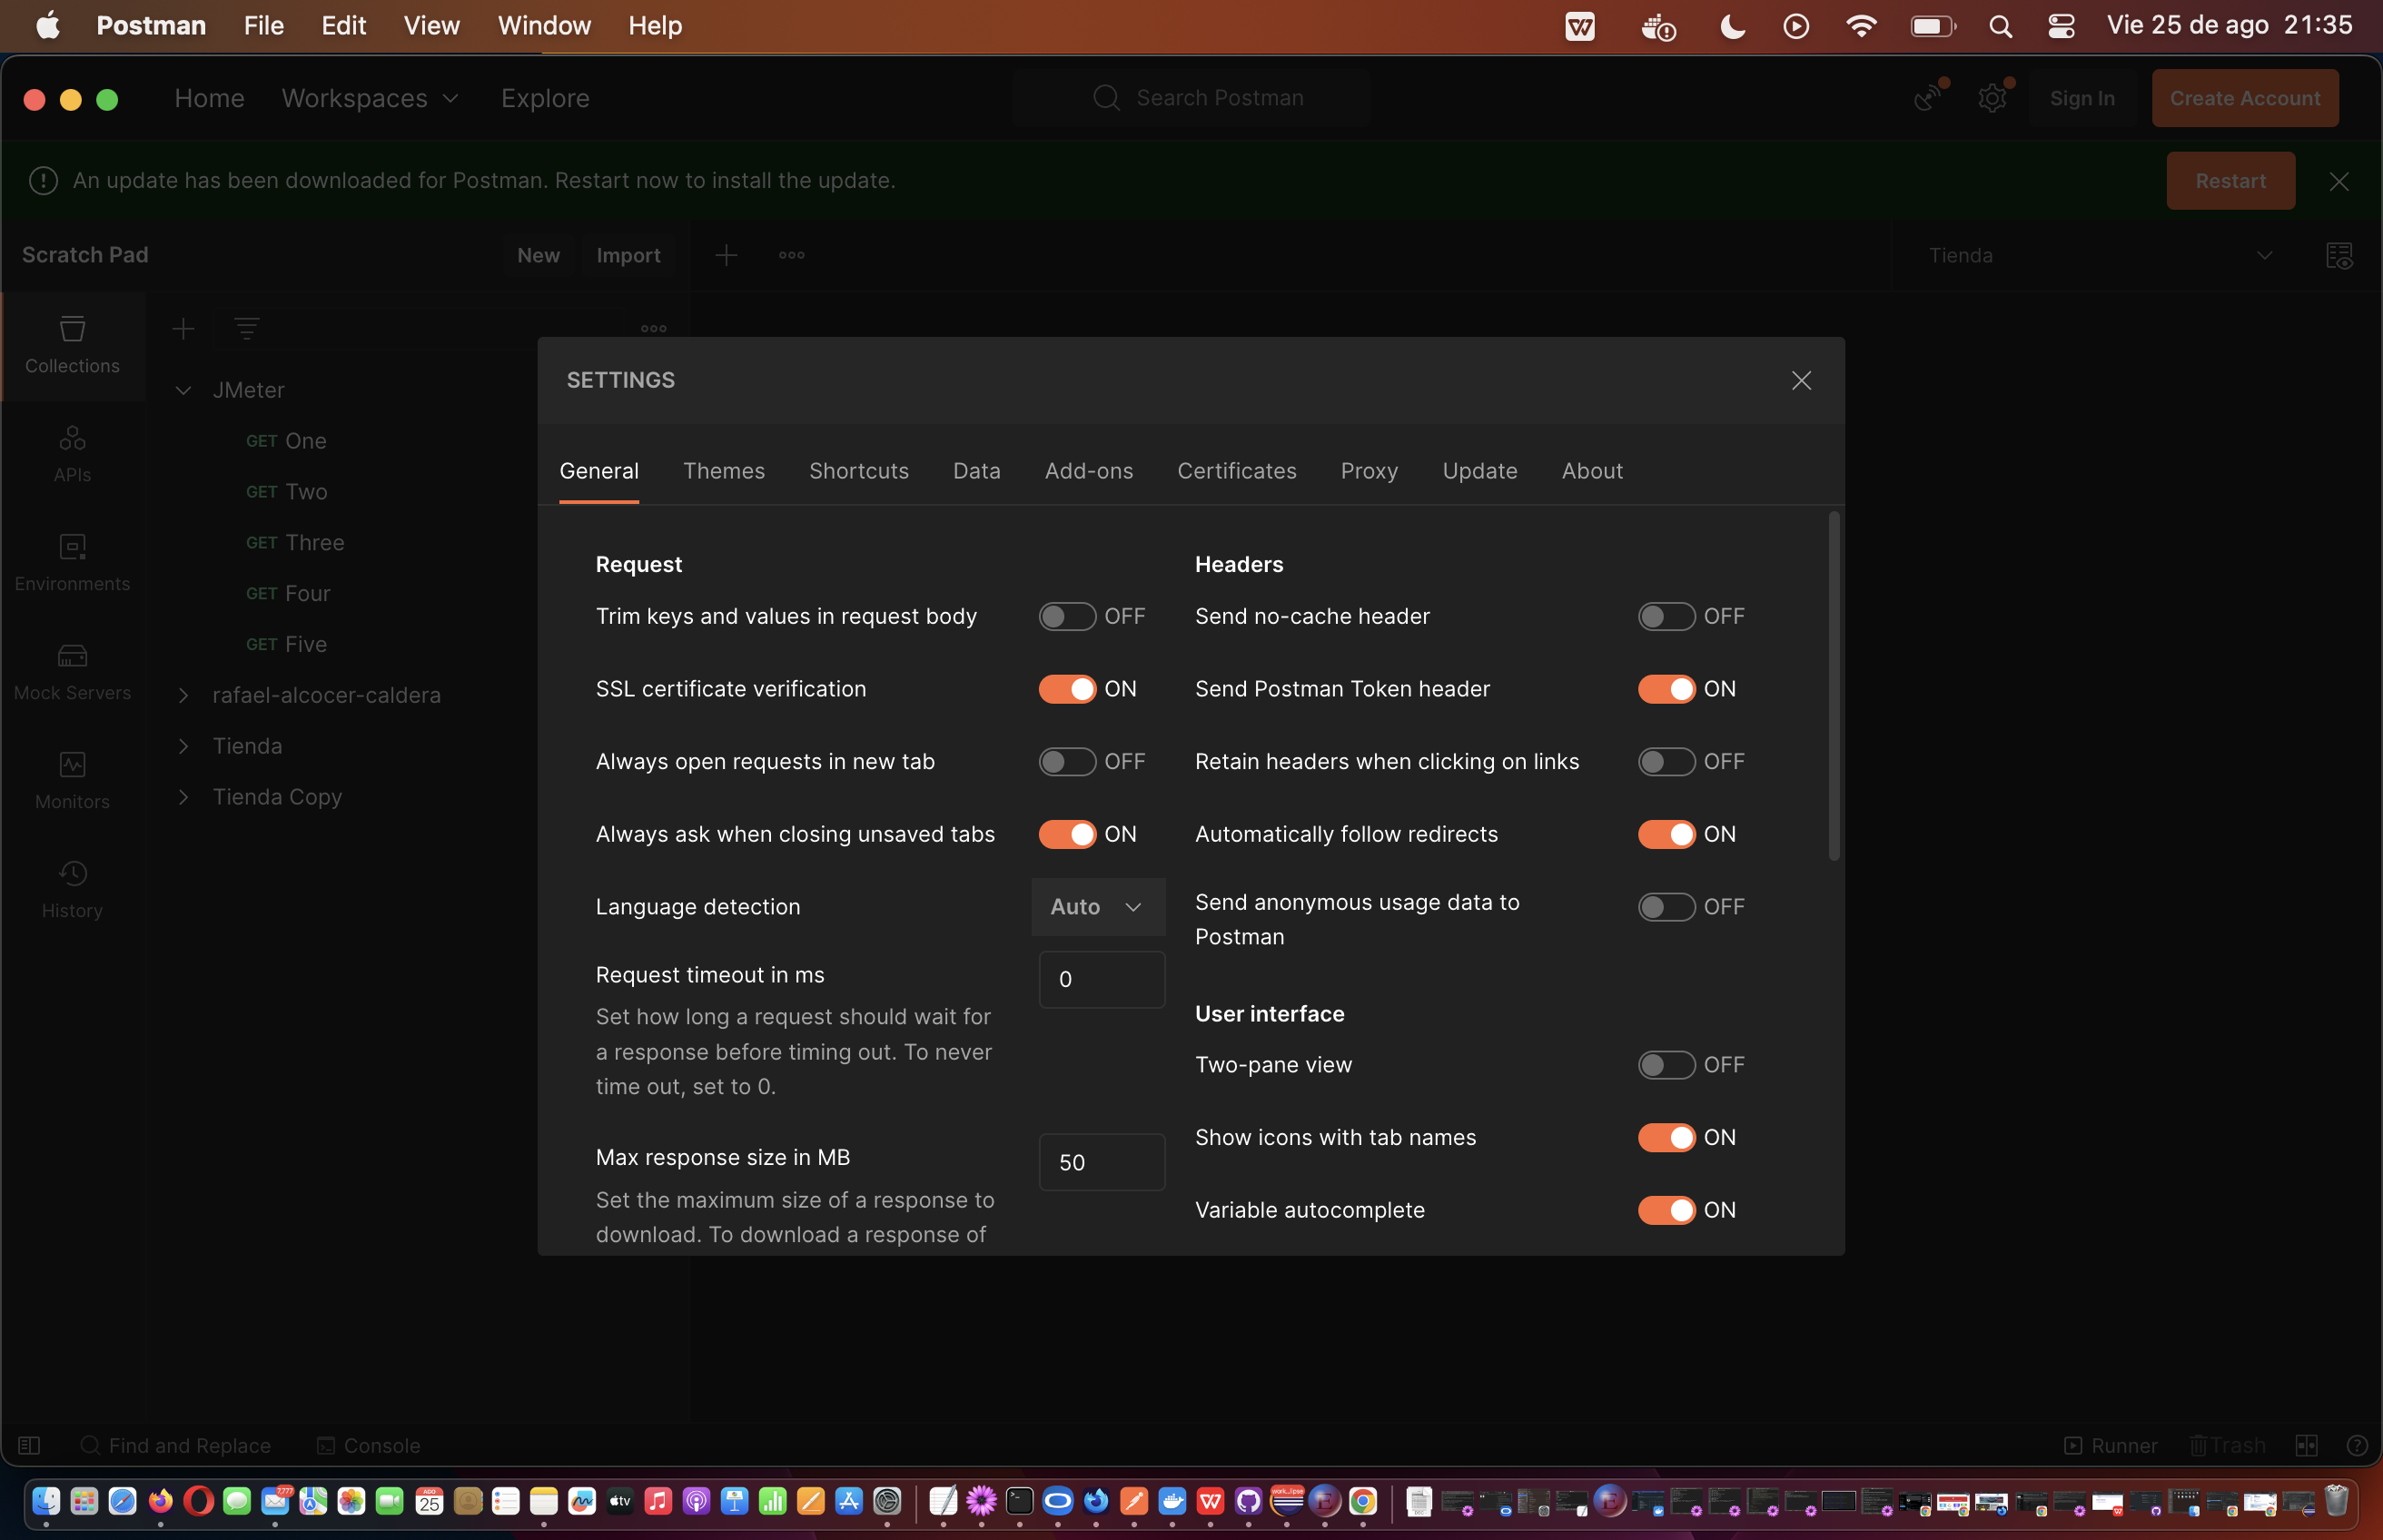 Postman File Edit View Window Help Vie 25 de ago 21:35
Home Workspaces Explore Search Postman Sign In Create Account
An update has been downloaded for Postman. Restart now to install the update. Restart
Scratch Pad New Import Tienda
Collections
APIs
Environments
Mock Servers
Monitors
History
JMeter
GET One
GET Two
GET Three
GET Four
GET Five
rafael-alcocer-caldera
Tienda
Tienda Copy
SETTINGS
General Themes Shortcuts Data Add-ons Certificates Proxy Update About
Request
Trim keys and values in request body OFF
SSL certificate verification ON
Always open requests in new tab OFF
Always ask when closing unsaved tabs ON
Language detection Auto
Request timeout in ms 0
Set how long a request should wait for
a response before timing out. To never
time out, set to 0.
Max response size in MB 50
Set the maximum size of a response to
download. To download a response of
Headers
Send no-cache header OFF
Send Postman Token header ON
Retain headers when clicking on links OFF
Automatically follow redirects ON
Send anonymous usage data to OFF
Postman
User interface
Two-pane view OFF
Show icons with tab names ON
Variable autocomplete ON
Find and Replace Console Runner Trash
7,777
AGO
25
tv